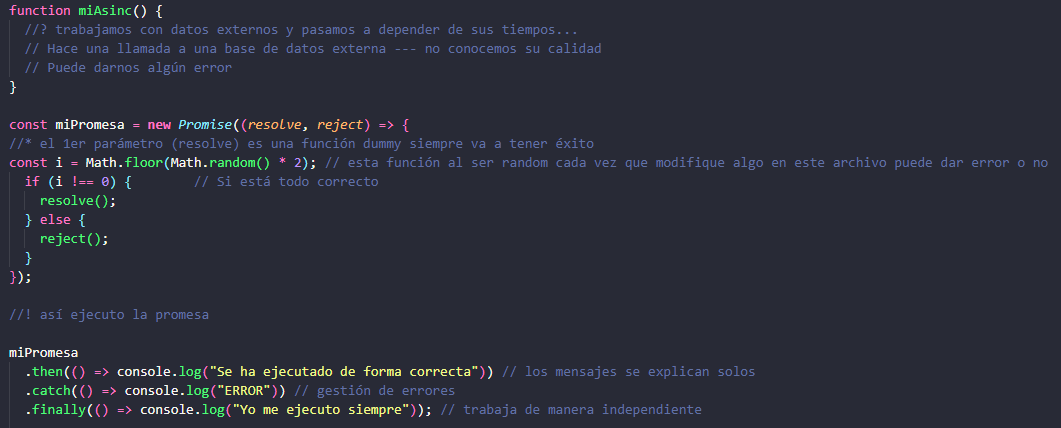 function miAsinc() {
  //? trabajamos con datos externos y pasamos a depender de sus tiempos...
  // Hace una llamada a una base de datos externa --- no conocemos su calidad
  // Puede darnos algún error
}

const miPromesa = new Promise((resolve, reject) => {
//* el 1er parámetro (resolve) es una función dummy siempre va a tener éxito
const i = Math.floor(Math.random() * 2); // esta función al ser random cada vez que modifique algo en este archivo puede dar error o no
  if (i !== 0) {        // Si está todo correcto
    resolve();
  } else {
    reject();
  }
});

//! así ejecuto la promesa

miPromesa
  .then(() => console.log("Se ha ejecutado de forma correcta")) // los mensajes se explican solos
  .catch(() => console.log("ERROR")) // gestión de errores
  .finally(() => console.log("Yo me ejecuto siempre")); // trabaja de manera independiente